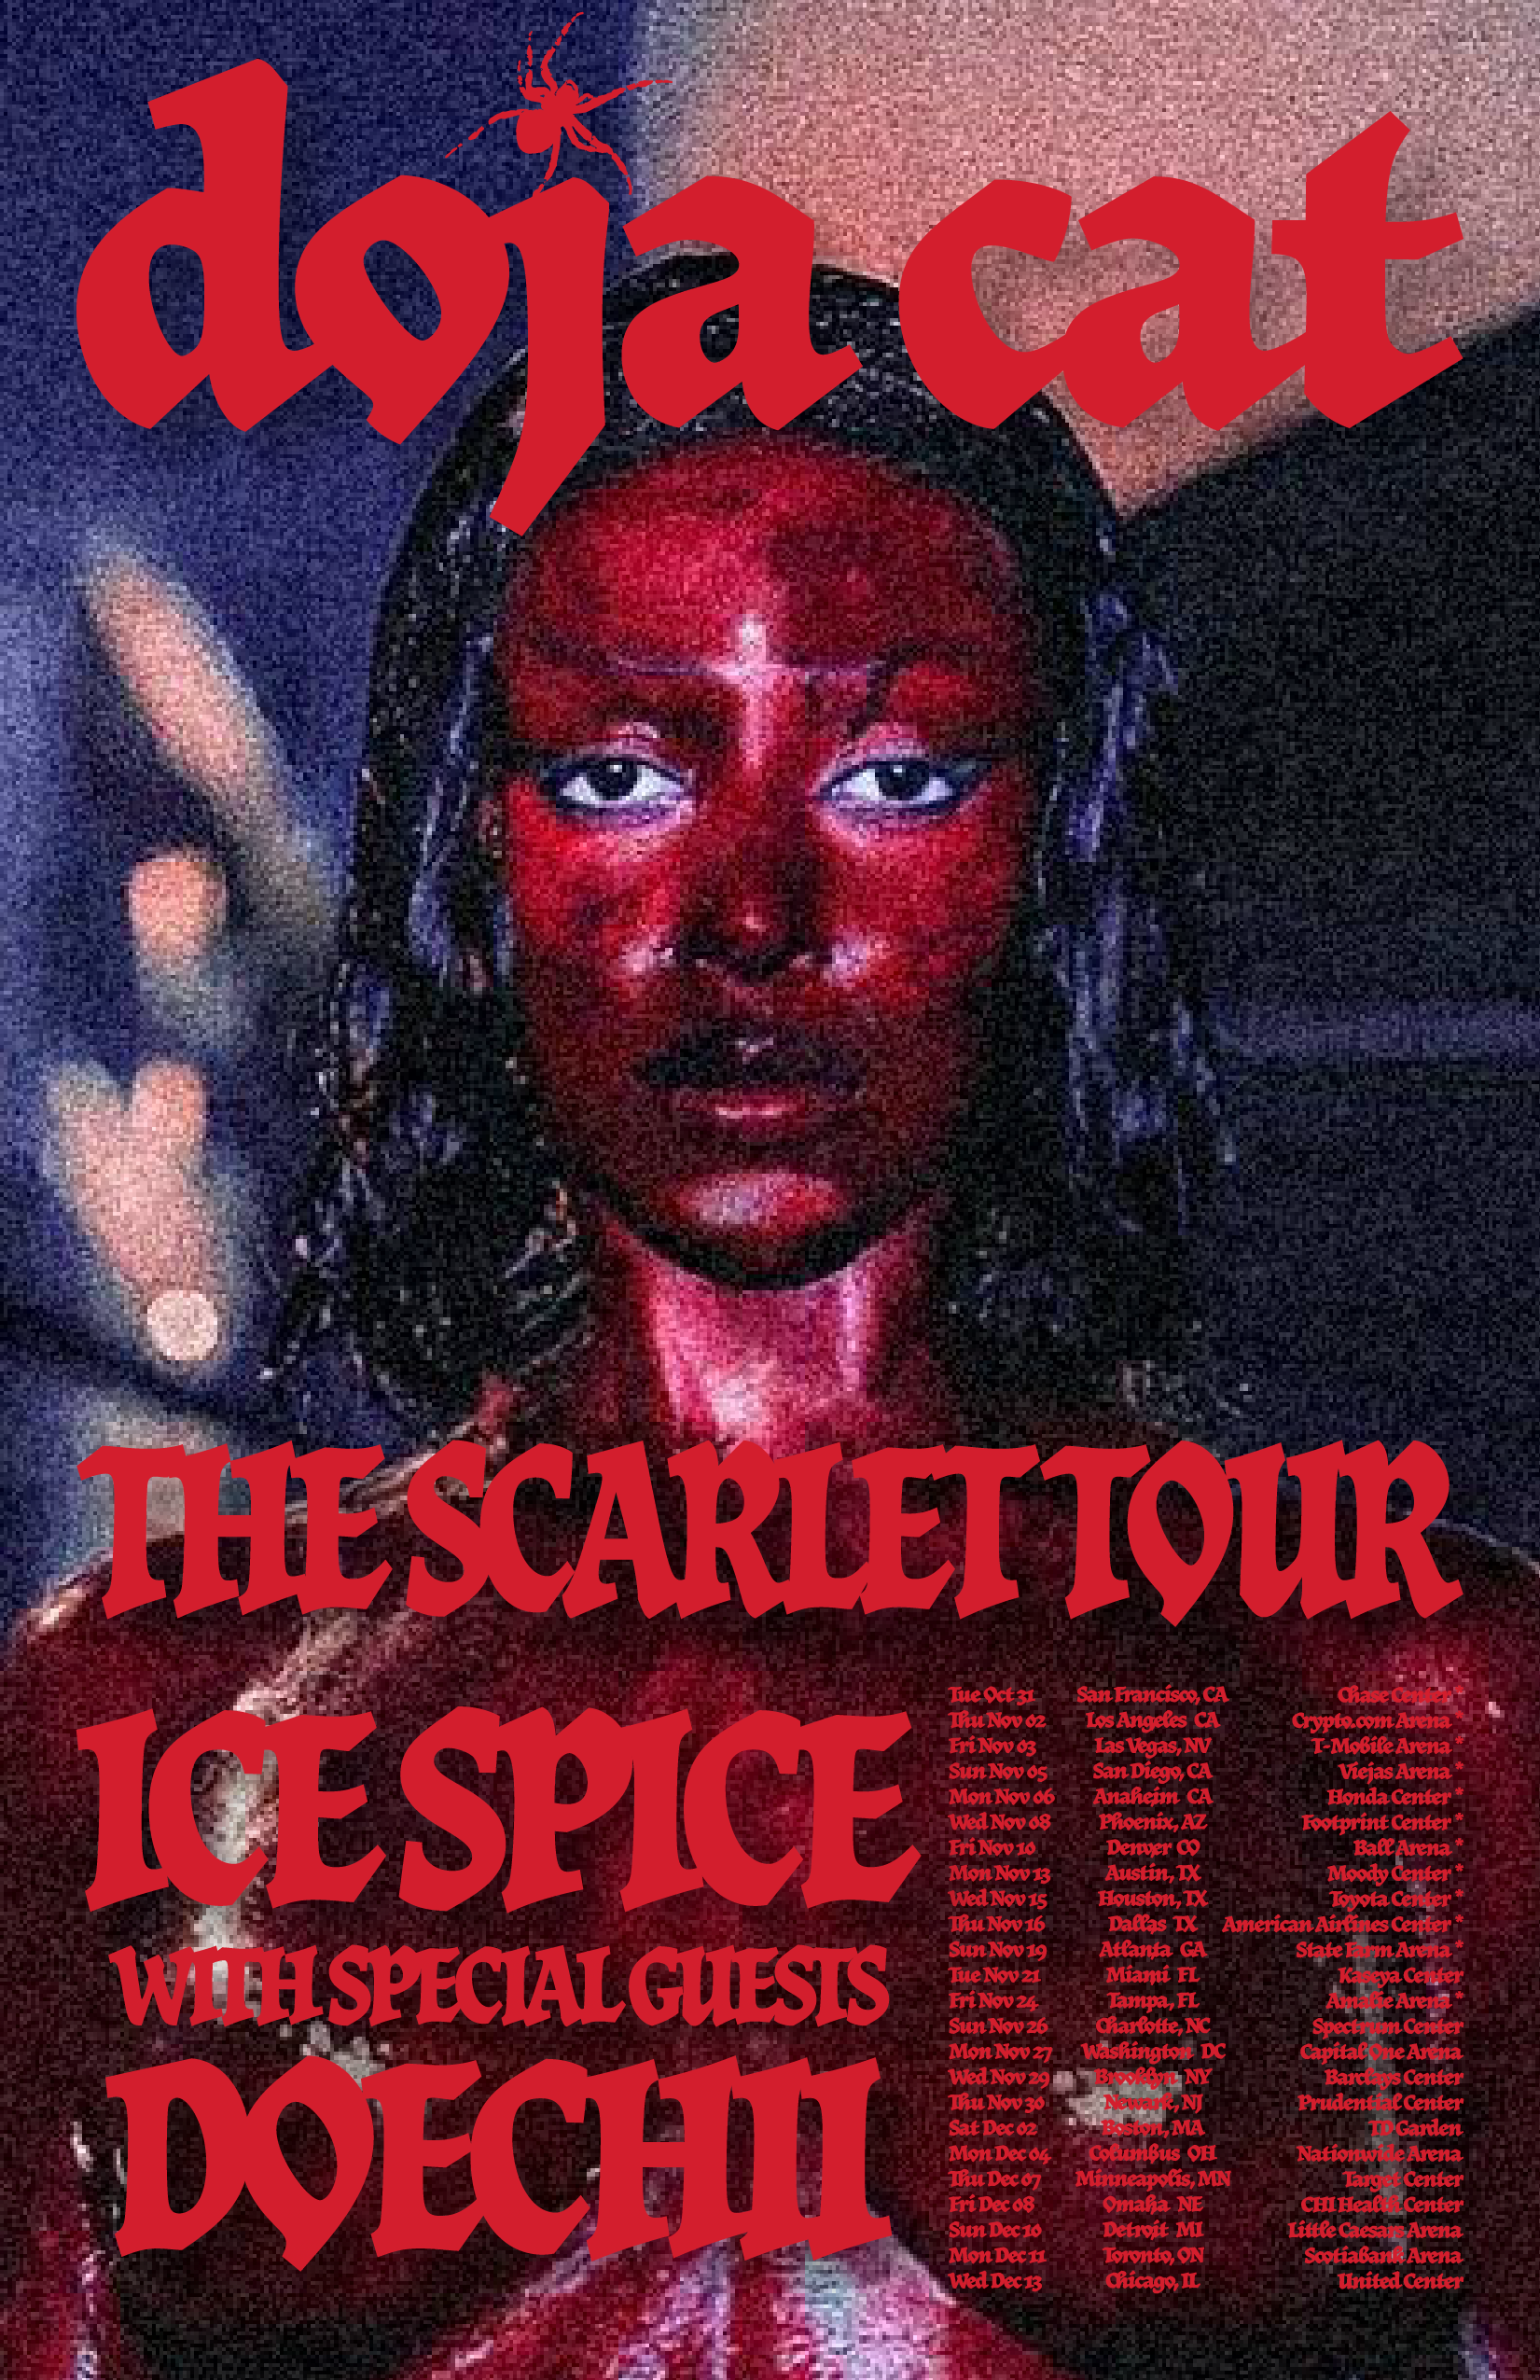 doja cat
THE SCARLET TOUR
ICE SPICE
WITH SPECIAL GUESTS
DOECHII
Tue Oct 31 San Francisco, CA Chase Center *
Thu Nov 02 Los Angeles CA Crypto.com Arena *
Fri Nov 03 Las Vegas, NV T-Mobile Arena *
Sun Nov 05 San Diego, CA Viejas Arena *
Mon Nov 06 Anaheim CA Honda Center *
Wed Nov 08 Phoenix, AZ Footprint Center *
Fri Nov 10 Denver CO Ball Arena *
Mon Nov 13 Austin, TX Moody Center *
Wed Nov 15 Houston, TX Toyota Center *
Thu Nov 16 Dallas TX American Airlines Center *
Sun Nov 19 Atlanta GA State Farm Arena *
Tue Nov 21 Miami FL Kaseya Center
Fri Nov 24 Tampa, FL Amalie Arena *
Sun Nov 26 Charlotte, NC Spectrum Center
Mon Nov 27 Washington DC Capital One Arena
Wed Nov 29 Brooklyn NY Barclays Center
Thu Nov 30 Newark, NJ Prudential Center
Sat Dec 02 Boston, MA TD Garden
Mon Dec 04 Columbus OH Nationwide Arena
Thu Dec 07 Minneapolis, MN Target Center
Fri Dec 08 Omaha NE CHI Health Center
Sun Dec 10 Detroit MI Little Caesars Arena
Mon Dec 11 Toronto, ON Scotiabank Arena
Wed Dec 13 Chicago, IL United Center